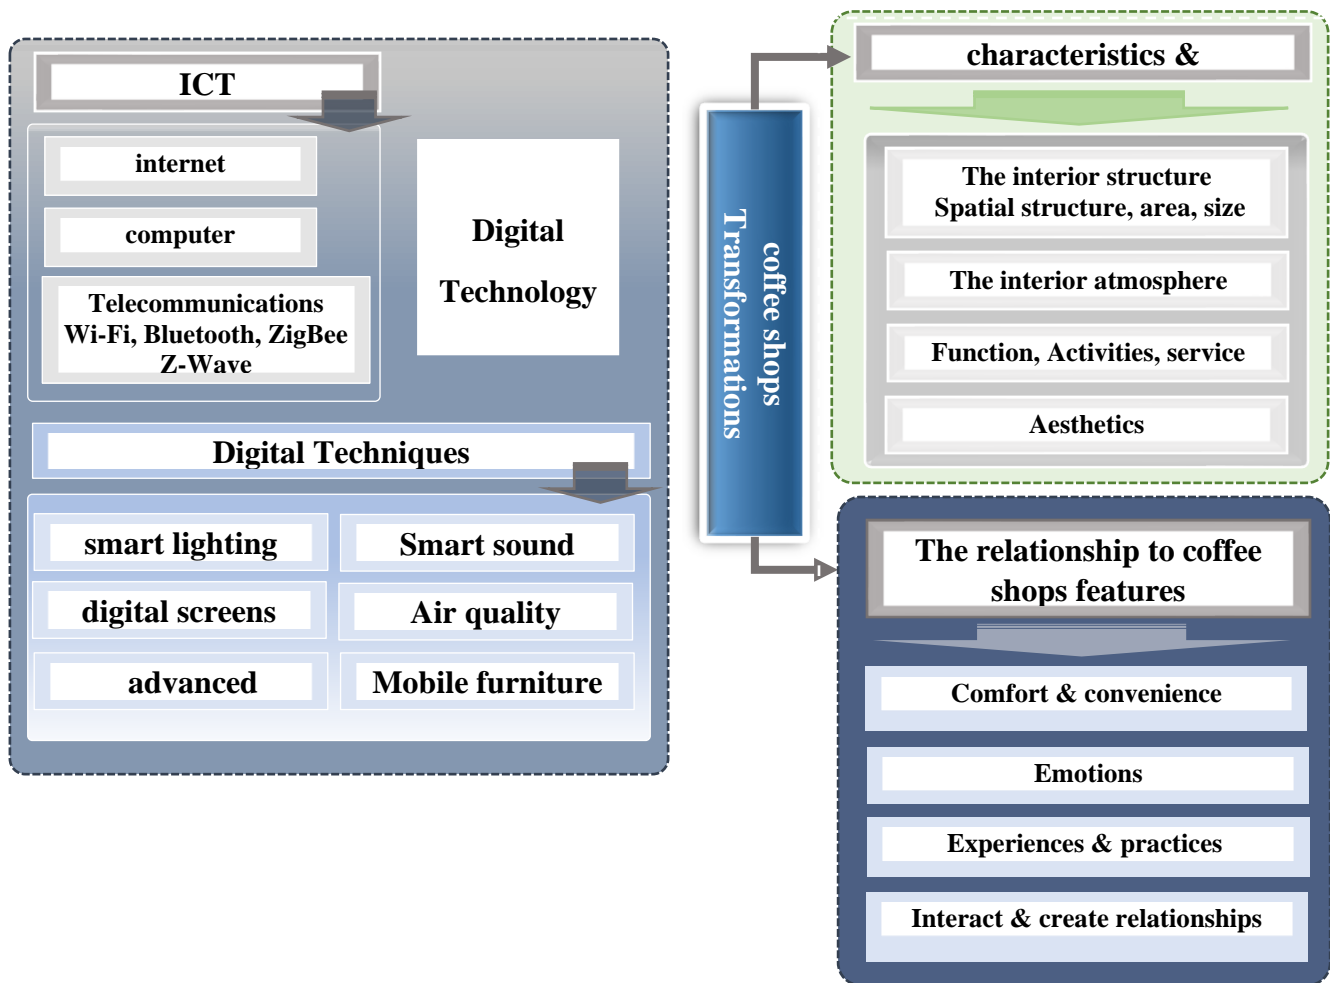 ICT
internet
computer
Telecommunications
Wi-Fi, Bluetooth, ZigBee
Z-Wave
Digital
Technology
Digital Techniques
smart lighting
Smart sound
digital screens
Air quality
advanced
Mobile furniture
coffee shops
Transformations
characteristics &
The interior structure
Spatial structure, area, size
The interior atmosphere
Function, Activities, service
Aesthetics
The relationship to coffee
shops features
Comfort & convenience
Emotions
Experiences & practices
Interact & create relationships